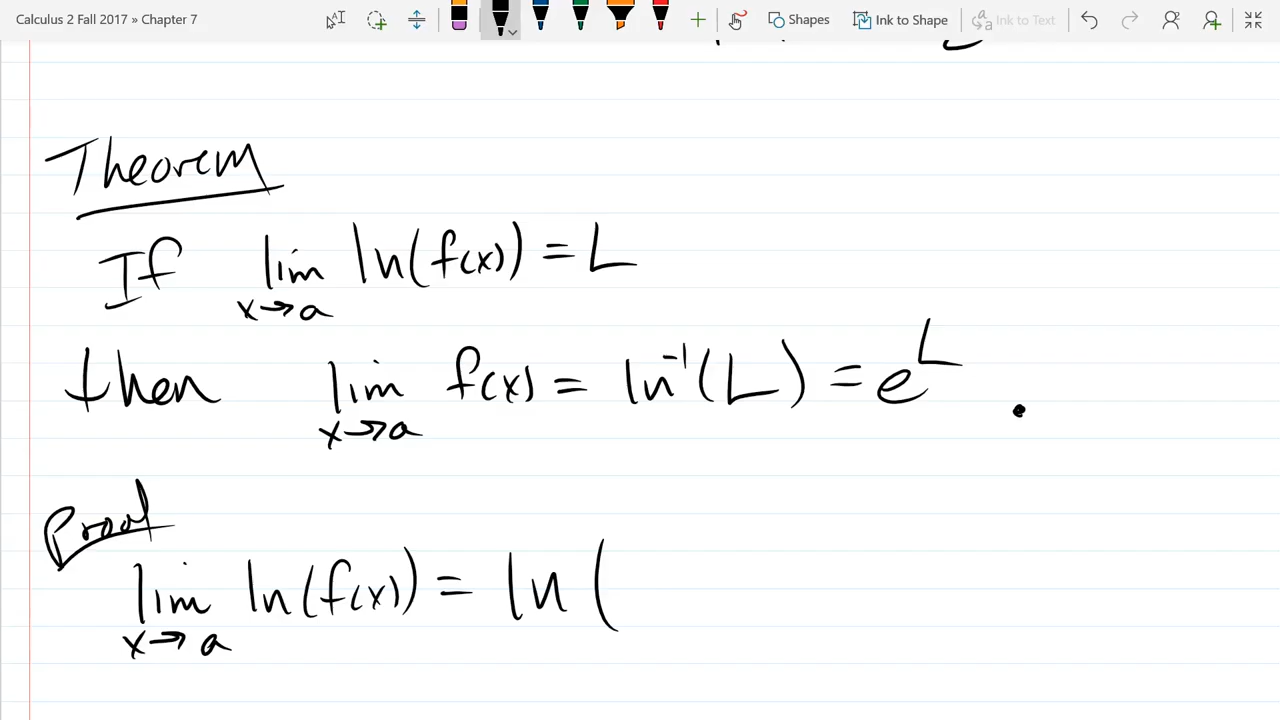 Calculus 2 Fall 2017 » Chapter 7
Shapes
Ink to Shape
Ink to Text
Theorem
If lim ln(f(x)) = L
x→a
then lim f(x) = ln⁻¹(L) = e^L .
x→a
Proof
lim ln(f(x)) = ln (
x→a